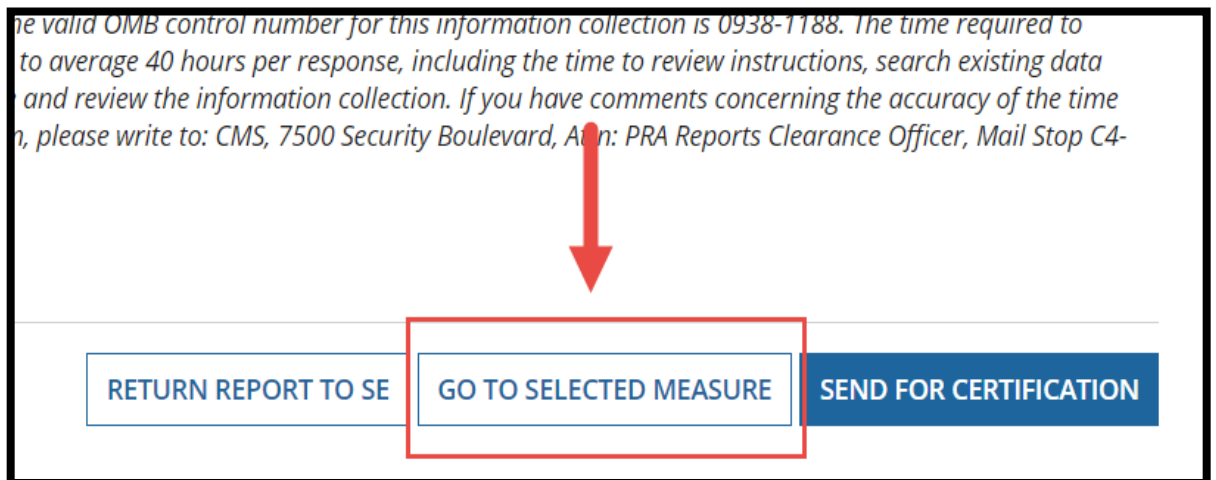 he valid OMB control number for this information collection is 0938-1188. The time required to
to average 40 hours per response, including the time to review instructions, search existing data
and review the information collection. If you have comments concerning the accuracy of the time
n, please write to: CMS, 7500 Security Boulevard, Attn: PRA Reports Clearance Officer, Mail Stop C4-
RETURN REPORT TO SE
GO TO SELECTED MEASURE
SEND FOR CERTIFICATION